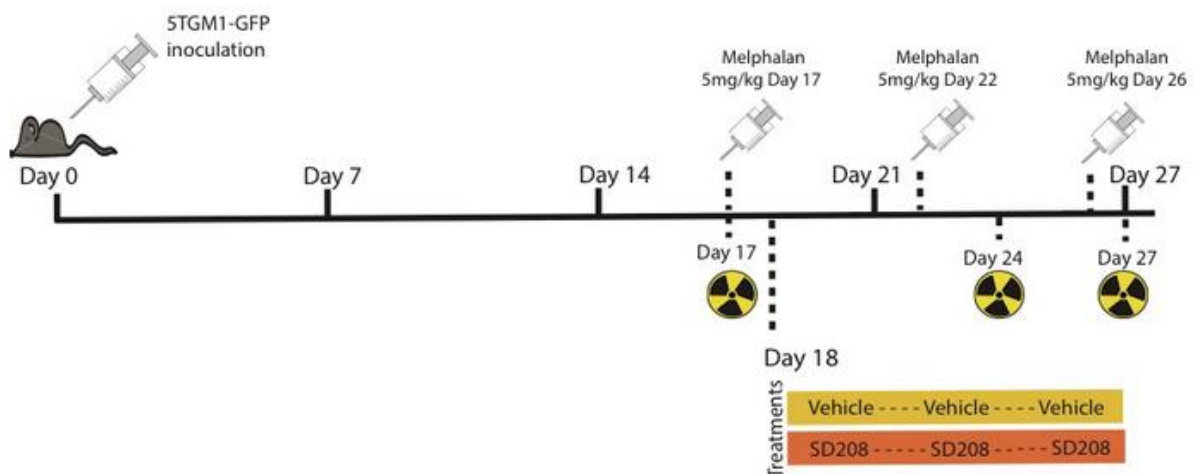 5TGM1-GFP
inoculation
Melphalan
5mg/kg Day 17
Melphalan
5mg/kg Day 22
Melphalan
5mg/kg Day 26
Day 0
Day 7
Day 14
Day 21
Day 27
Day 17
Day 24
Day 27
Day 18
Treatments
Vehicle - - - - Vehicle - - - - Vehicle
SD208 - - - - SD208 - - - - SD208